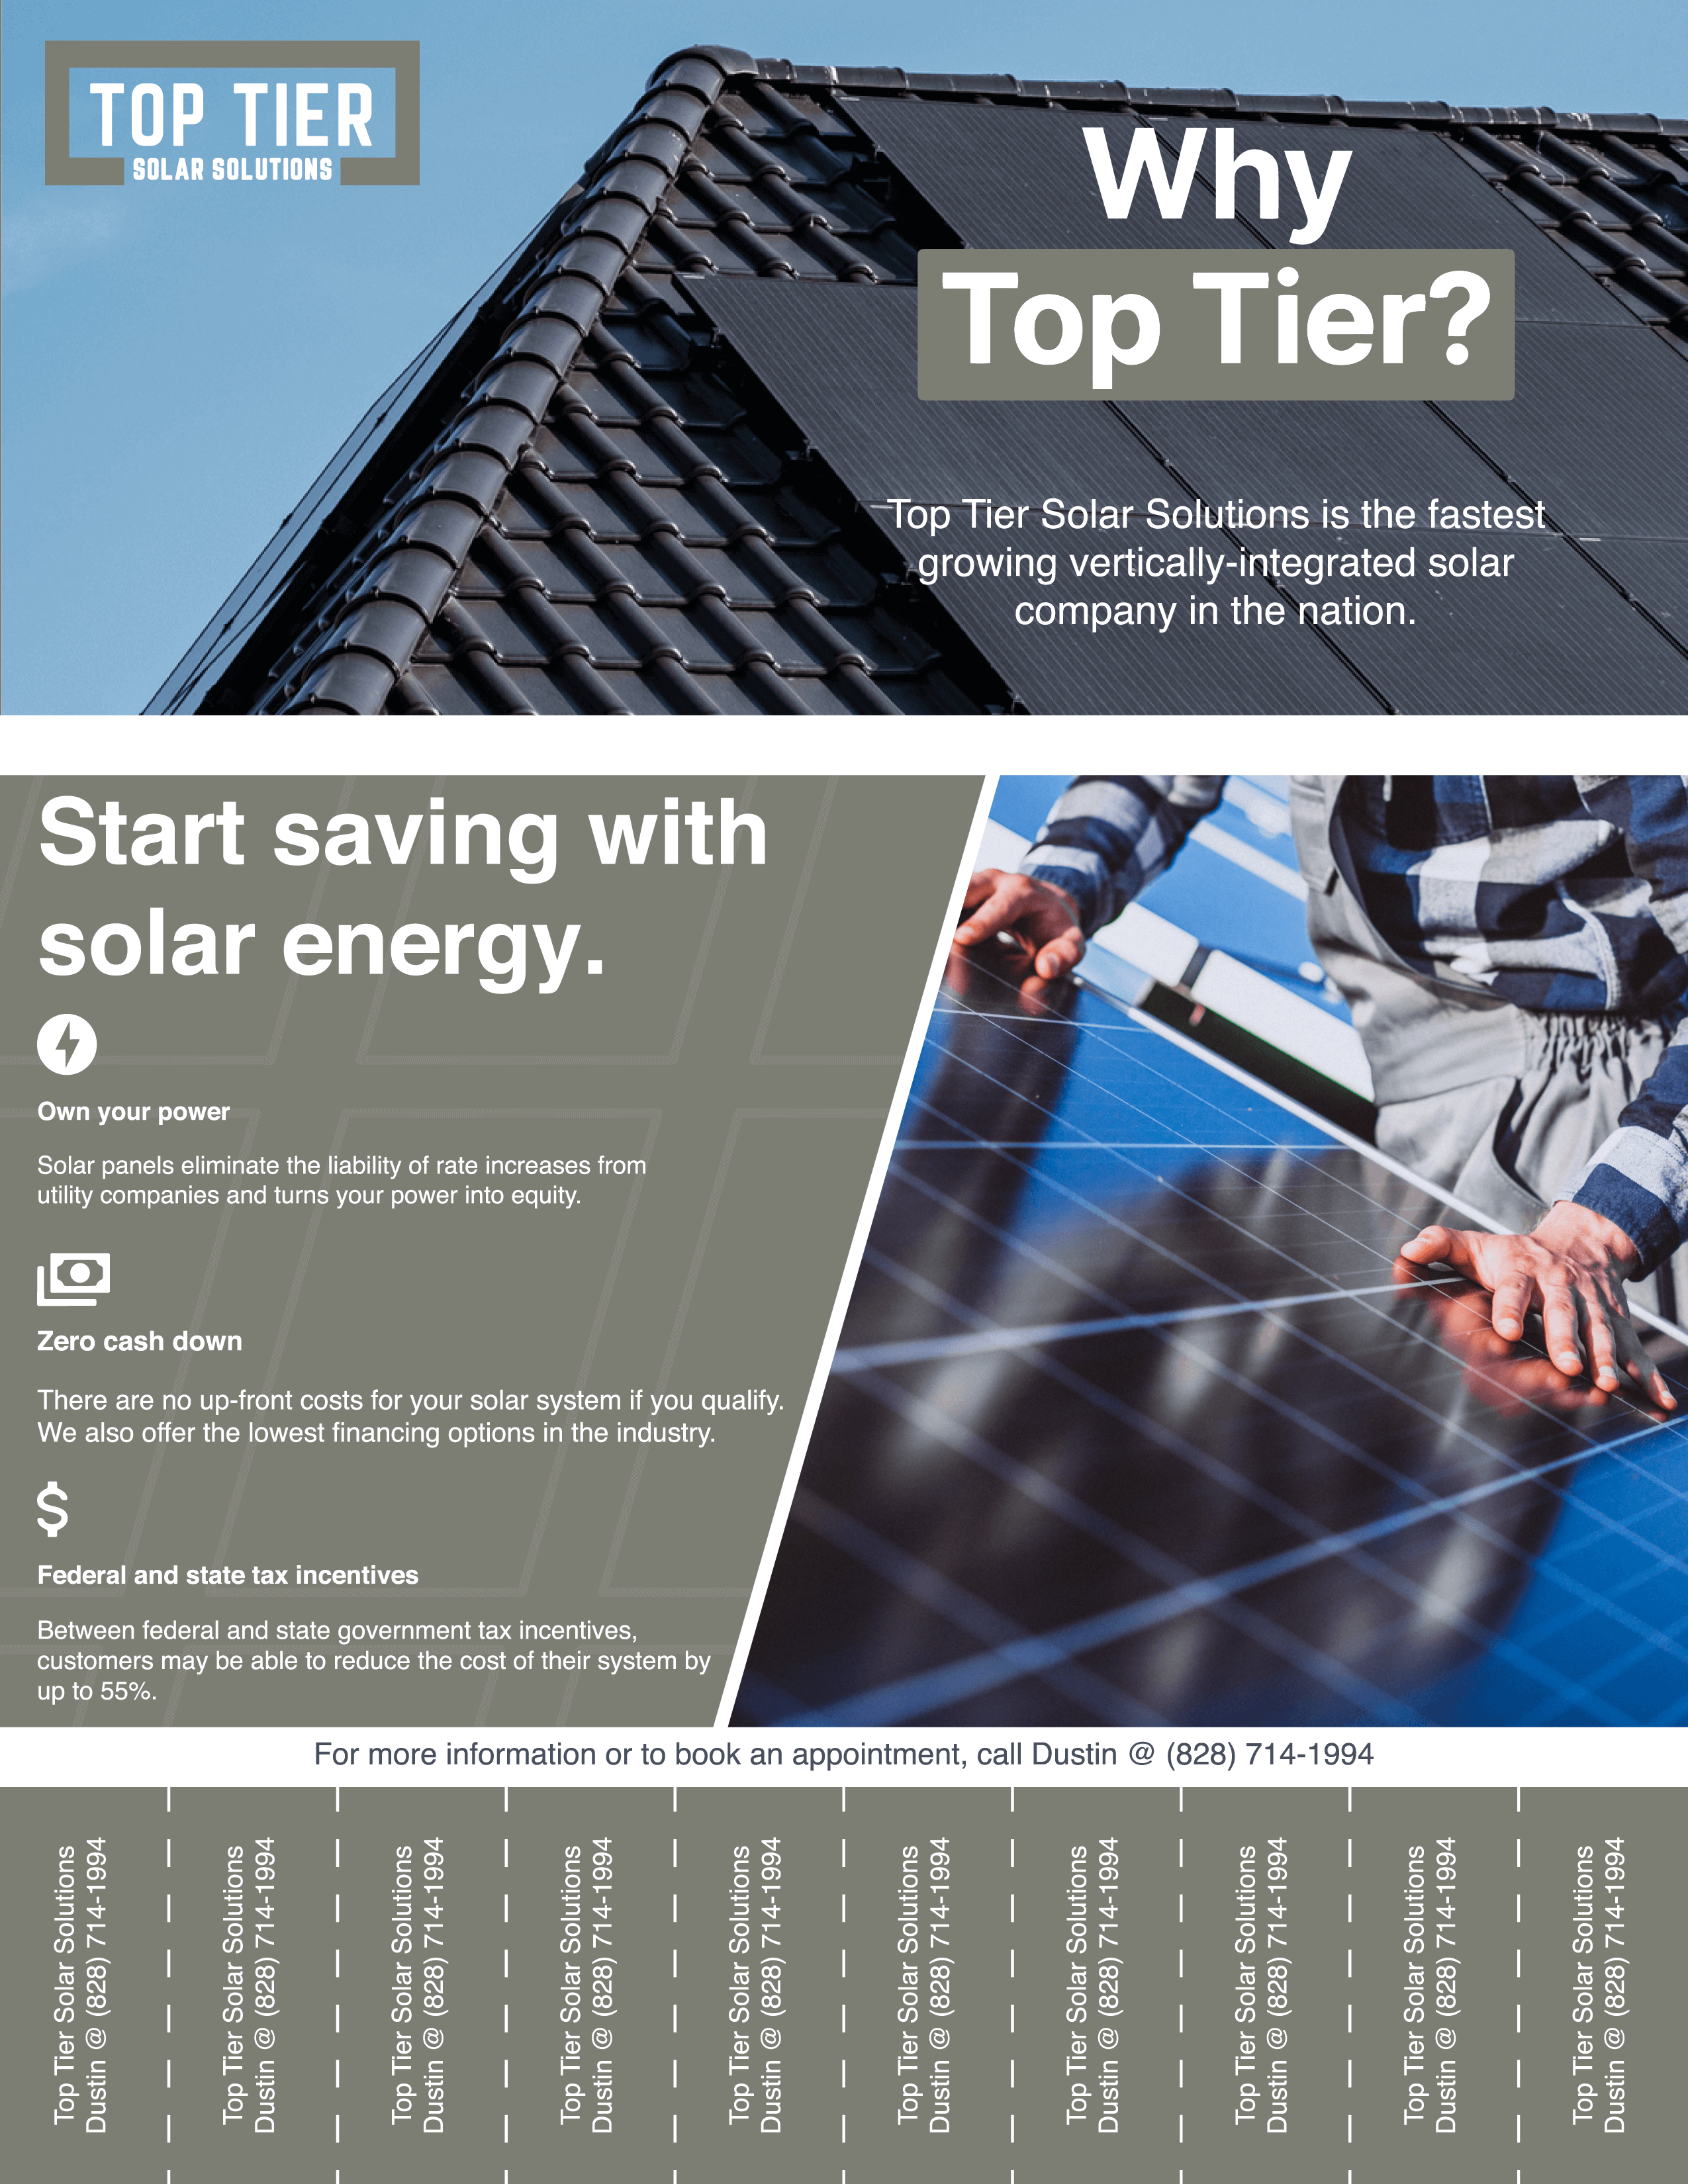 TOP TIER
SOLAR SOLUTIONS
Why
Top Tier?
Top Tier Solar Solutions is the fastest
growing vertically-integrated solar
company in the nation.
Start saving with
solar energy.
Own your power
Solar panels eliminate the liability of rate increases from
utility companies and turns your power into equity.
Zero cash down
There are no up-front costs for your solar system if you qualify.
We also offer the lowest financing options in the industry.
$
Federal and state tax incentives
Between federal and state government tax incentives,
customers may be able to reduce the cost of their system by
up to 55%.
For more information or to book an appointment, call Dustin @ (828) 714-1994
Top Tier Solar Solutions
Dustin @ (828) 714-1994
Top Tier Solar Solutions
Dustin @ (828) 714-1994
Top Tier Solar Solutions
Dustin @ (828) 714-1994
Top Tier Solar Solutions
Dustin @ (828) 714-1994
Top Tier Solar Solutions
Dustin @ (828) 714-1994
Top Tier Solar Solutions
Dustin @ (828) 714-1994
Top Tier Solar Solutions
Dustin @ (828) 714-1994
Top Tier Solar Solutions
Dustin @ (828) 714-1994
Top Tier Solar Solutions
Dustin @ (828) 714-1994
Top Tier Solar Solutions
Dustin @ (828) 714-1994